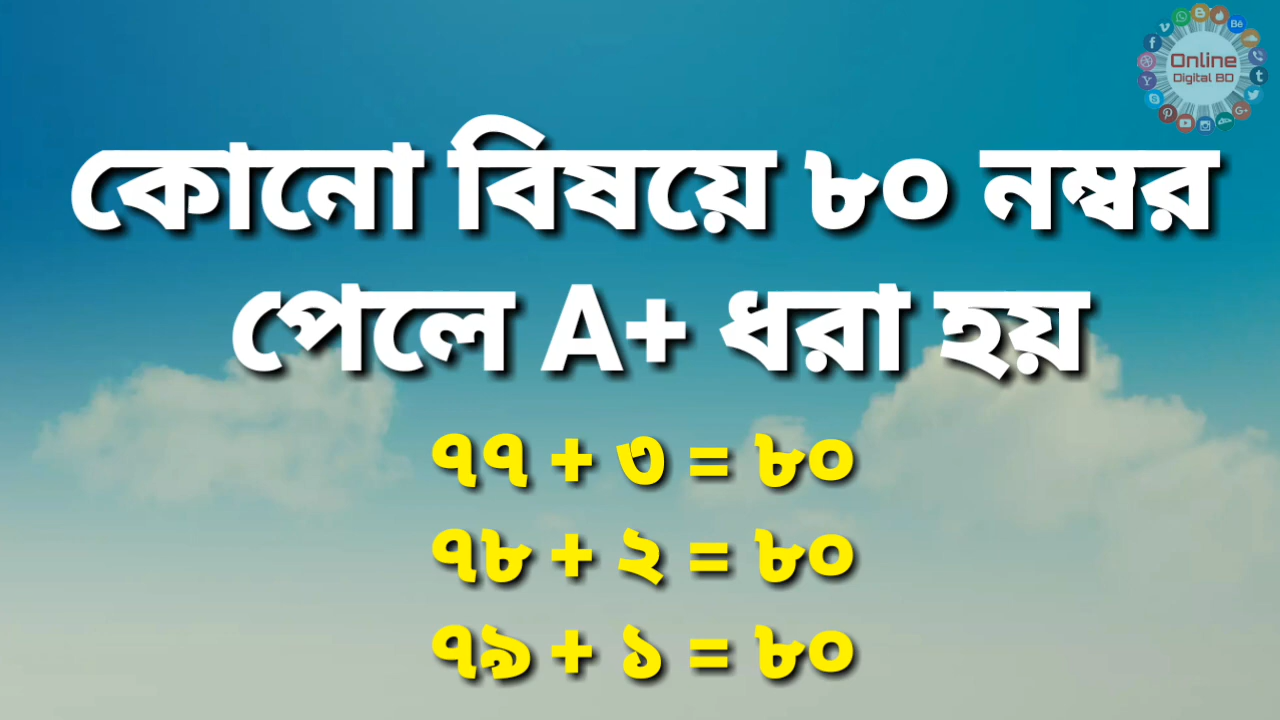 Online
Digital BD
কোনো বিষয়ে ৮০ নম্বর
পেলে A+ ধরা হয়
৭৭ + ৩ = ৮০
৭৮ + ২ = ৮০
৭৯ + ১ = ৮০